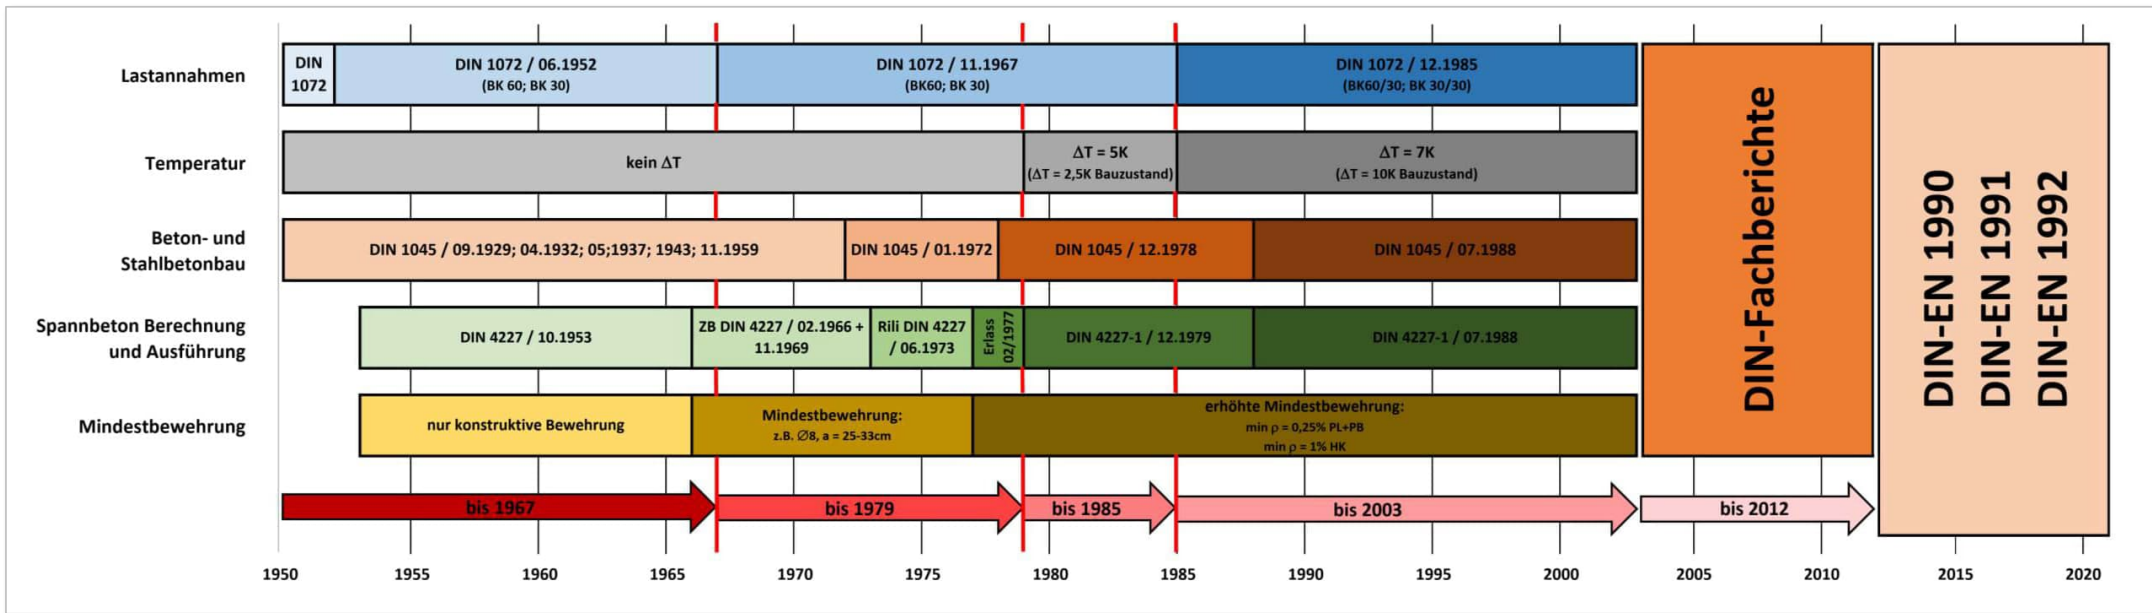 Lastannahmen
DIN
1072
DIN 1072 / 06.1952
(BK 60; BK 30)
DIN 1072 / 11.1967
(BK60; BK 30)
DIN 1072 / 12.1985
(BK60/30; BK 30/30)
Temperatur
kein ΔT
ΔT = 5K
(ΔT = 2,5K Bauzustand)
ΔT = 7K
(ΔT = 10K Bauzustand)
Beton- und
Stahlbetonbau
DIN 1045 / 09.1929; 04.1932; 05;1937; 1943; 11.1959
DIN 1045 / 01.1972
DIN 1045 / 12.1978
DIN 1045 / 07.1988
Spannbeton Berechnung
und Ausführung
DIN 4227 / 10.1953
ZB DIN 4227 / 02.1966 +
11.1969
Rili DIN 4227
/ 06.1973
Erlass
02/1977
DIN 4227-1 / 12.1979
DIN 4227-1 / 07.1988
Mindestbewehrung
nur konstruktive Bewehrung
Mindestbewehrung:
z.B. Ø8, a = 25-33cm
erhöhte Mindestbewehrung:
min ρ = 0,25% PL+PB
min ρ = 1% HK
DIN-Fachberichte
DIN-EN 1990
DIN-EN 1991
DIN-EN 1992
bis 1967
bis 1979
bis 1985
bis 2003
bis 2012
1950
1955
1960
1965
1970
1975
1980
1985
1990
1995
2000
2005
2010
2015
2020